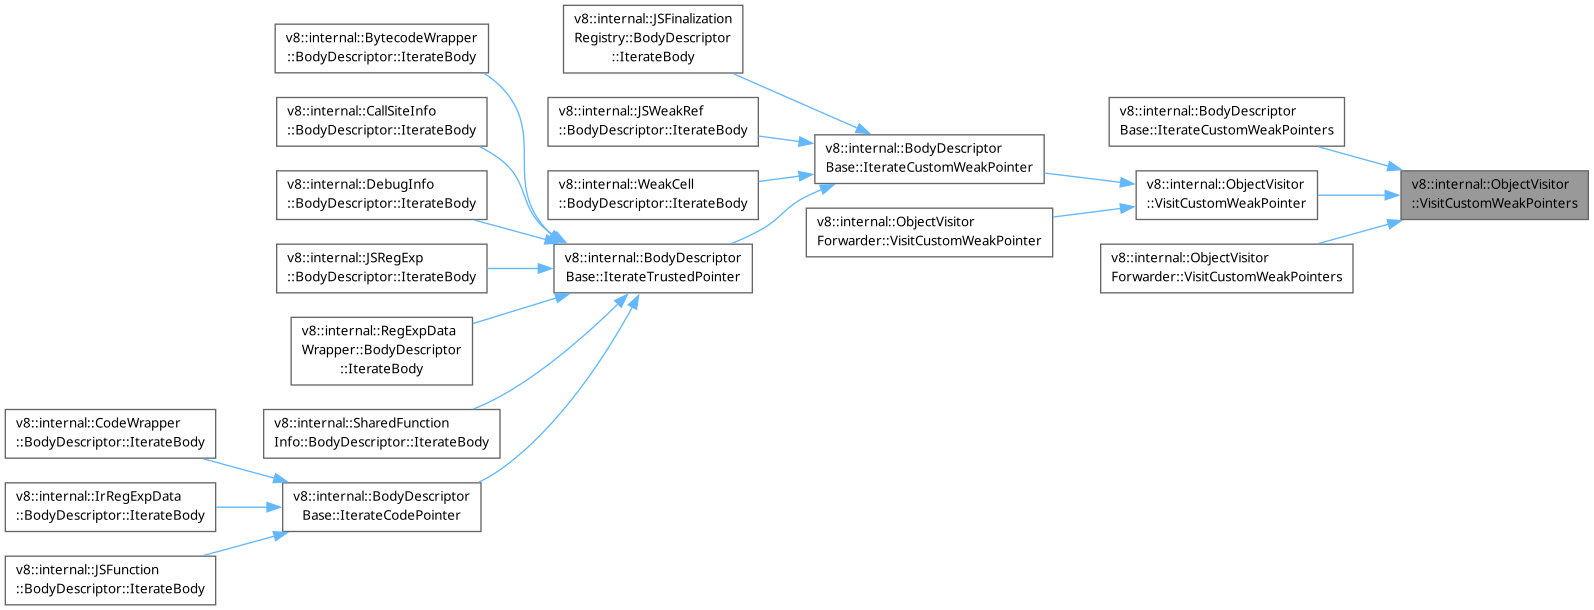 v8::internal::JSFinalization
Registry::BodyDescriptor
::IterateBody
v8::internal::BytecodeWrapper
::BodyDescriptor::IterateBody
v8::internal::CallSiteInfo
::BodyDescriptor::IterateBody
v8::internal::JSWeakRef
::BodyDescriptor::IterateBody
v8::internal::BodyDescriptor
Base::IterateCustomWeakPointers
v8::internal::BodyDescriptor
Base::IterateCustomWeakPointer
v8::internal::DebugInfo
::BodyDescriptor::IterateBody
v8::internal::WeakCell
::BodyDescriptor::IterateBody
v8::internal::ObjectVisitor
::VisitCustomWeakPointer
v8::internal::ObjectVisitor
::VisitCustomWeakPointers
v8::internal::ObjectVisitor
Forwarder::VisitCustomWeakPointer
v8::internal::JSRegExp
::BodyDescriptor::IterateBody
v8::internal::BodyDescriptor
Base::IterateTrustedPointer
v8::internal::ObjectVisitor
Forwarder::VisitCustomWeakPointers
v8::internal::RegExpData
Wrapper::BodyDescriptor
::IterateBody
v8::internal::CodeWrapper
::BodyDescriptor::IterateBody
v8::internal::SharedFunction
Info::BodyDescriptor::IterateBody
v8::internal::IrRegExpData
::BodyDescriptor::IterateBody
v8::internal::BodyDescriptor
Base::IterateCodePointer
v8::internal::JSFunction
::BodyDescriptor::IterateBody